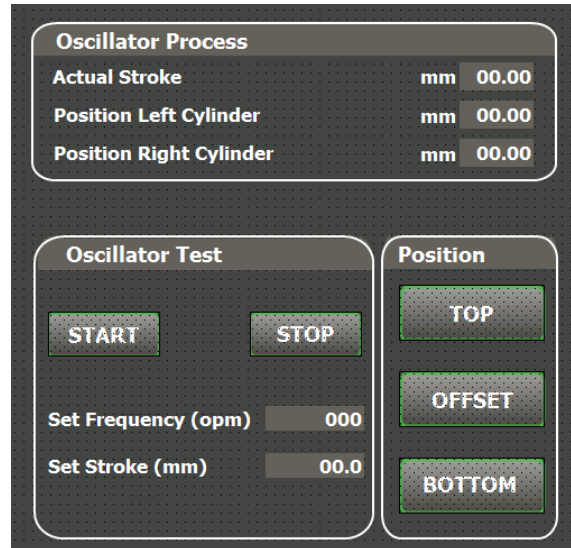 Oscillator Process
Actual Stroke mm 00.00
Position Left Cylinder mm 00.00
Position Right Cylinder mm 00.00
Oscillator Test
START STOP
Set Frequency (opm) 000
Set Stroke (mm) 00.0
Position
TOP
OFFSET
BOTTOM